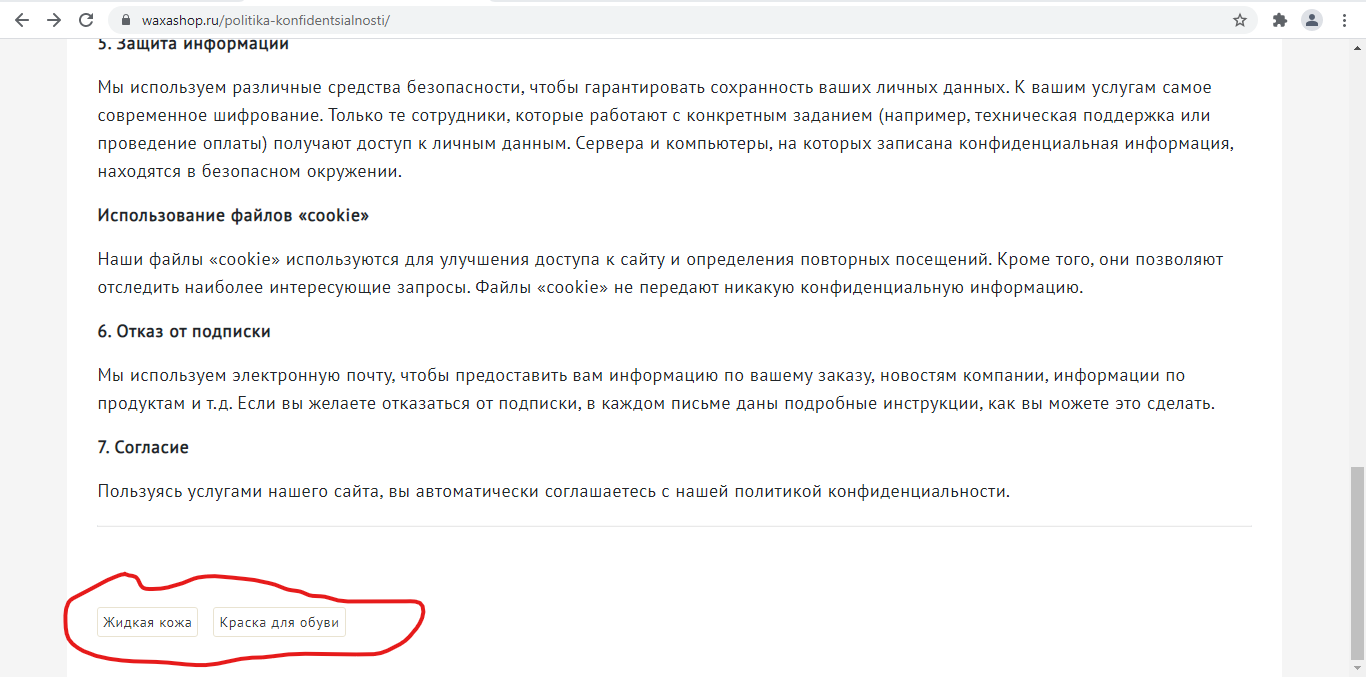 waxashop.ru/politika-konfidentsialnosti/
5. Защита информации
Мы используем различные средства безопасности, чтобы гарантировать сохранность ваших личных данных. К вашим услугам самое
современное шифрование. Только те сотрудники, которые работают с конкретным заданием (например, техническая поддержка или
проведение оплаты) получают доступ к личным данным. Сервера и компьютеры, на которых записана конфиденциальная информация,
находятся в безопасном окружении.
Использование файлов «cookie»
Наши файлы «cookie» используются для улучшения доступа к сайту и определения повторных посещений. Кроме того, они позволяют
отследить наиболее интересующие запросы. Файлы «cookie» не передают никакую конфиденциальную информацию.
6. Отказ от подписки
Мы используем электронную почту, чтобы предоставить вам информацию по вашему заказу, новостям компании, информации по
продуктам и т.д. Если вы желаете отказаться от подписки, в каждом письме даны подробные инструкции, как вы можете это сделать.
7. Согласие
Пользуясь услугами нашего сайта, вы автоматически соглашаетесь с нашей политикой конфиденциальности.
Жидкая кожа Краска для обуви